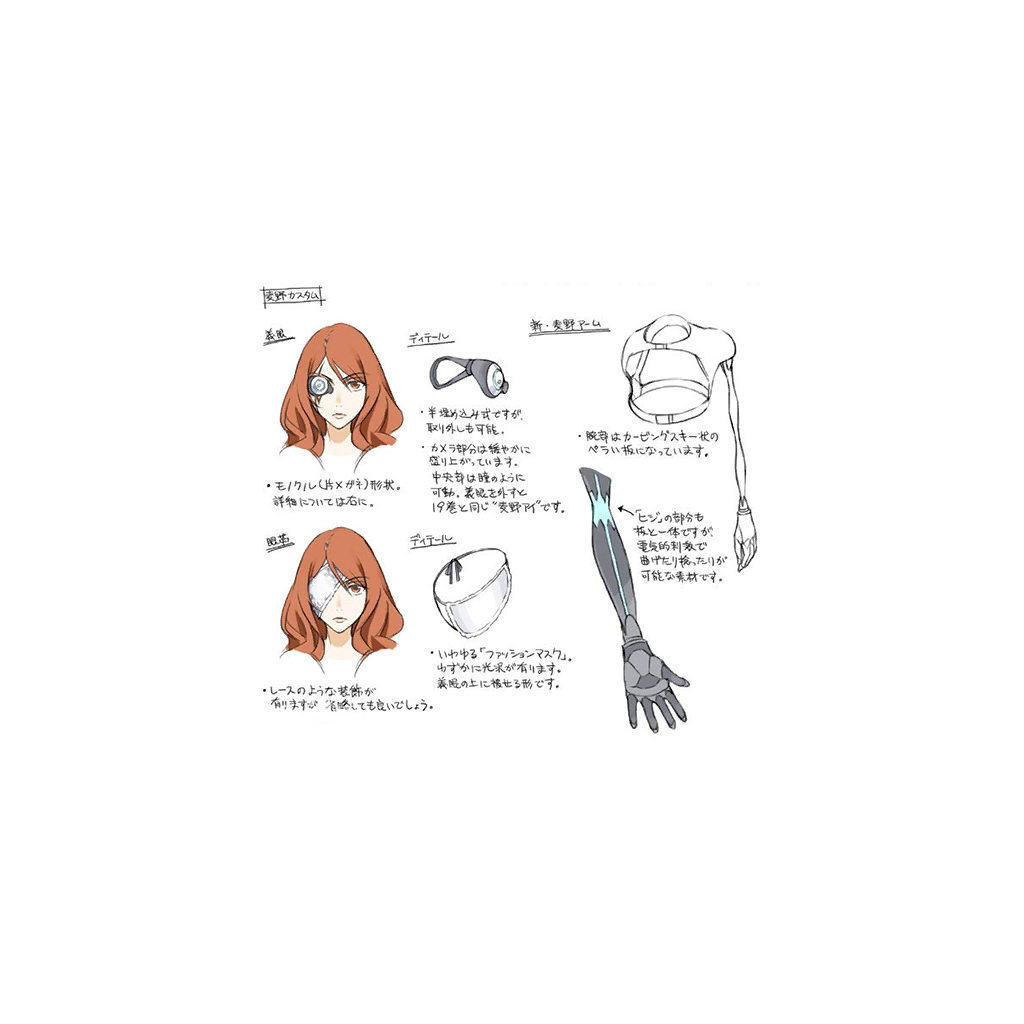 麦野カスタム
義眼
・モノクル(片メガネ)形状。
詳細については右に。
ディテール
・半埋め込み式ですが、
取り外しも可能。
・カメラ部分は緩やかに
盛り上がっています。
中央部は瞳のように
可動。義眼を外すと
19巻と同じ"麦野アイ"です。
新・麦野アーム
・腕部はカービングスキー状の
ペラい板になっています。
「ヒジ」の部分も
板と一体ですが、
電気的刺激で
曲げたり捻ったりが
可能な素材です。
眼帯
・レースのような装飾が
有りますが 省略しても良いでしょう。
ディテール
・いわゆる「ファッションマスク」。
わずかに光沢が有ります。
義眼の上に被せる形です。